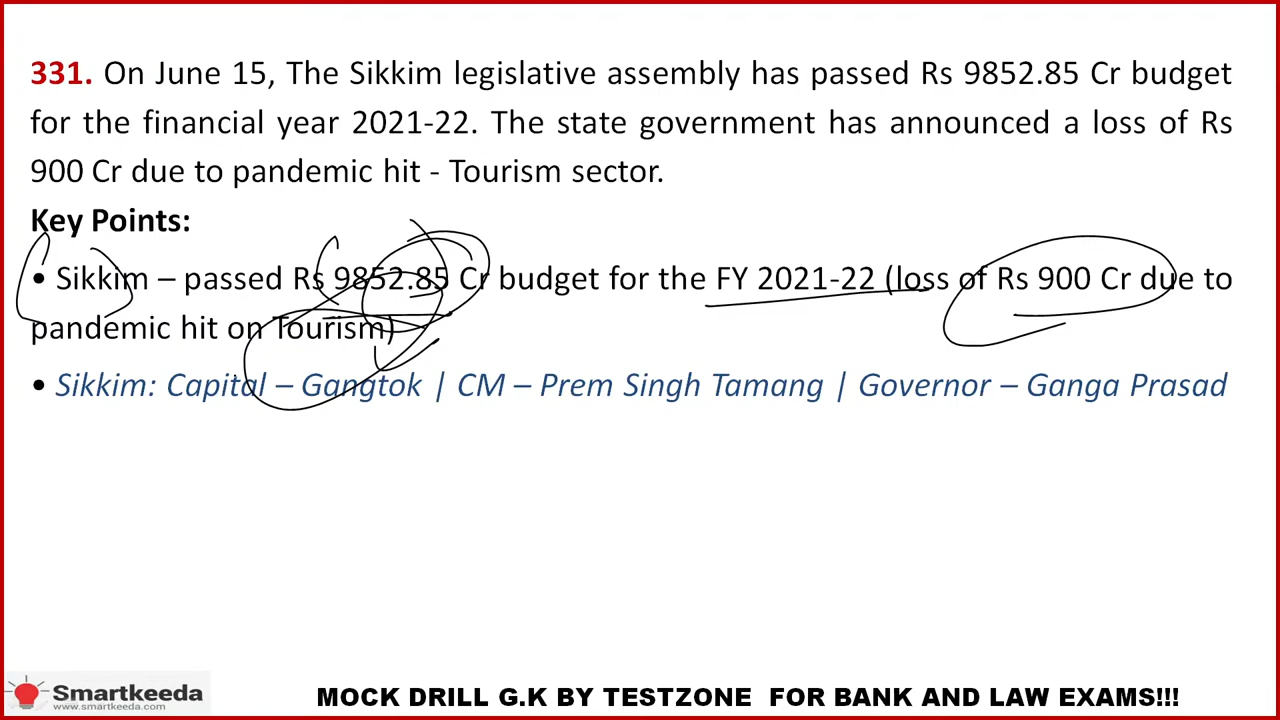 331. On June 15, The Sikkim legislative assembly has passed Rs 9852.85 Cr budget
for the financial year 2021-22. The state government has announced a loss of Rs
900 Cr due to pandemic hit - Tourism sector.
Key Points:
• Sikkim – passed Rs 9852.85 Cr budget for the FY 2021-22 (loss of Rs 900 Cr due to
pandemic hit on Tourism)
• Sikkim: Capital – Gangtok | CM – Prem Singh Tamang | Governor – Ganga Prasad
Smartkeeda
www.smartkeeda.com
MOCK DRILL G.K BY TESTZONE FOR BANK AND LAW EXAMS!!!